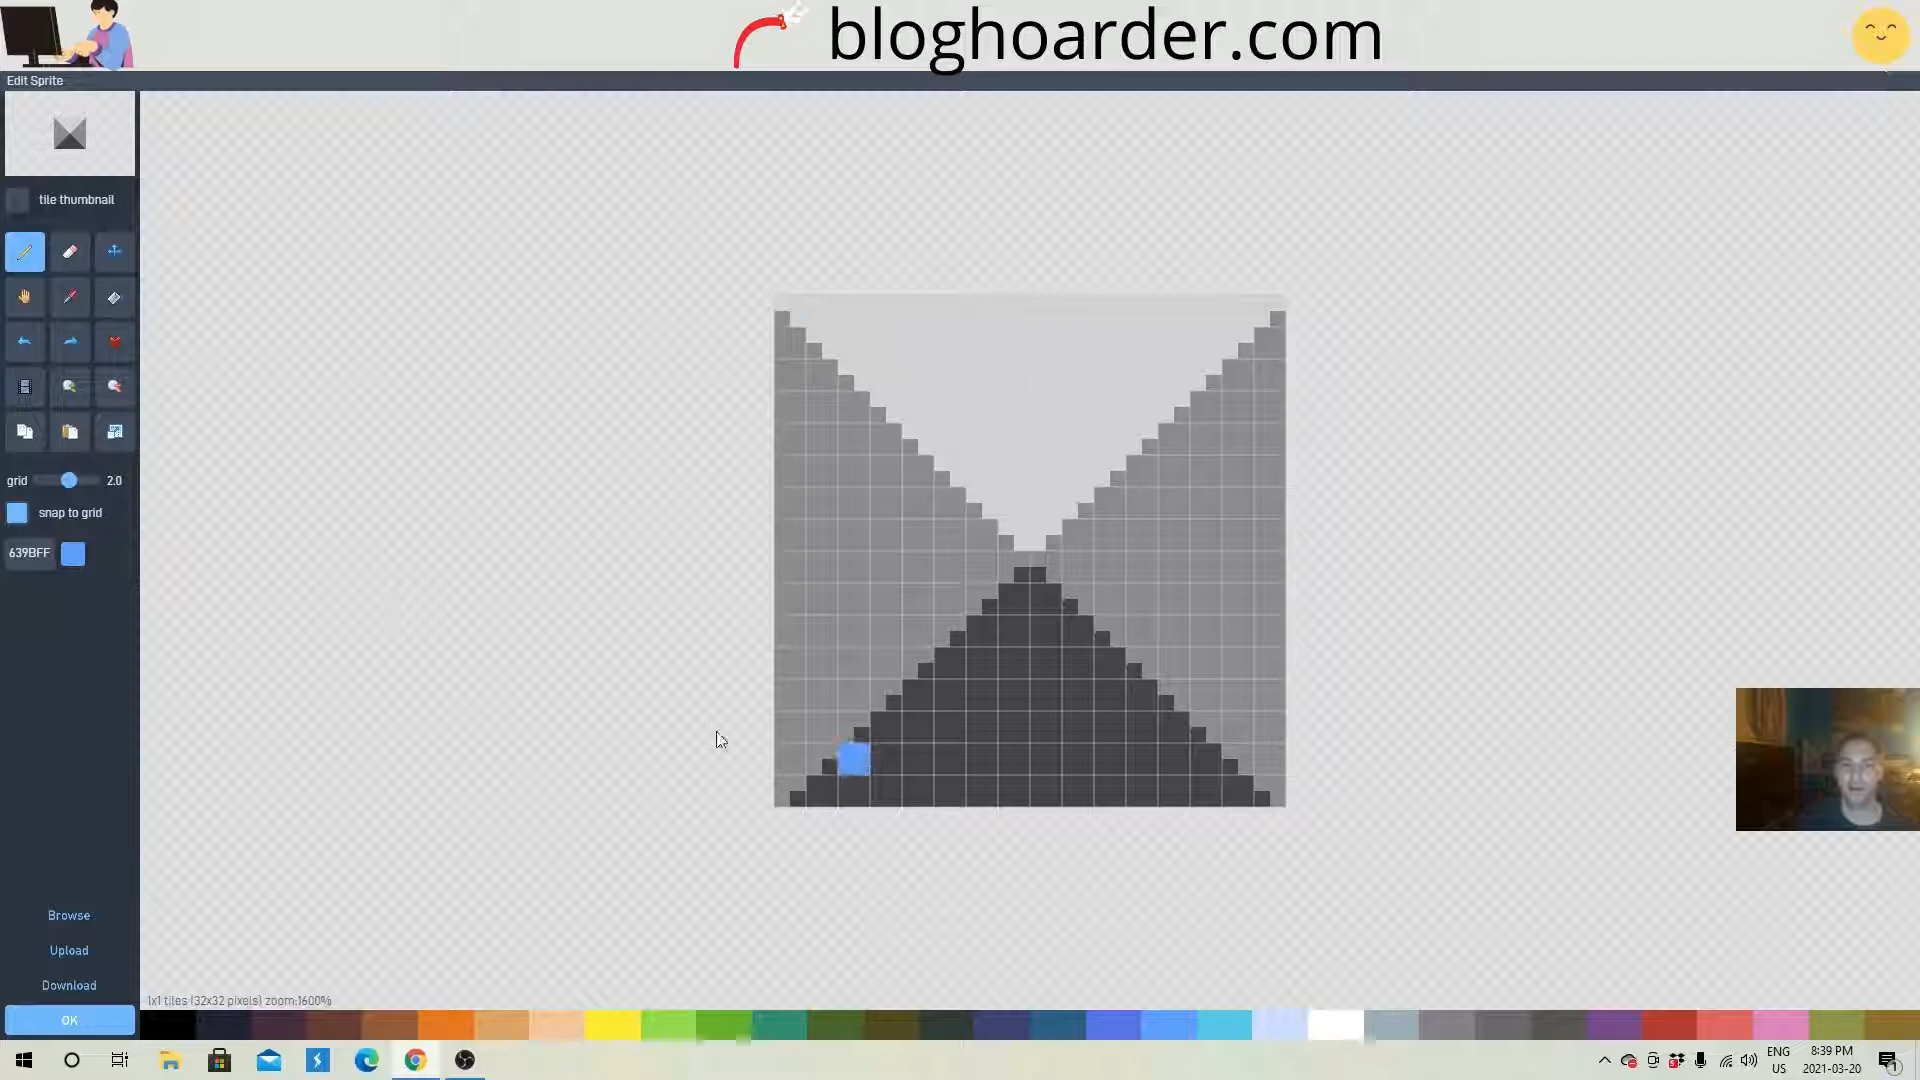 bloghoarder.com
Edit Sprite
tile thumbnail
grid 2.0
snap to grid
639BFF
Browse
Upload
Download
OK
1x1 tiles (32x32 pixels) zoom:1600%
ENG
US
8:39 PM
2021-03-20